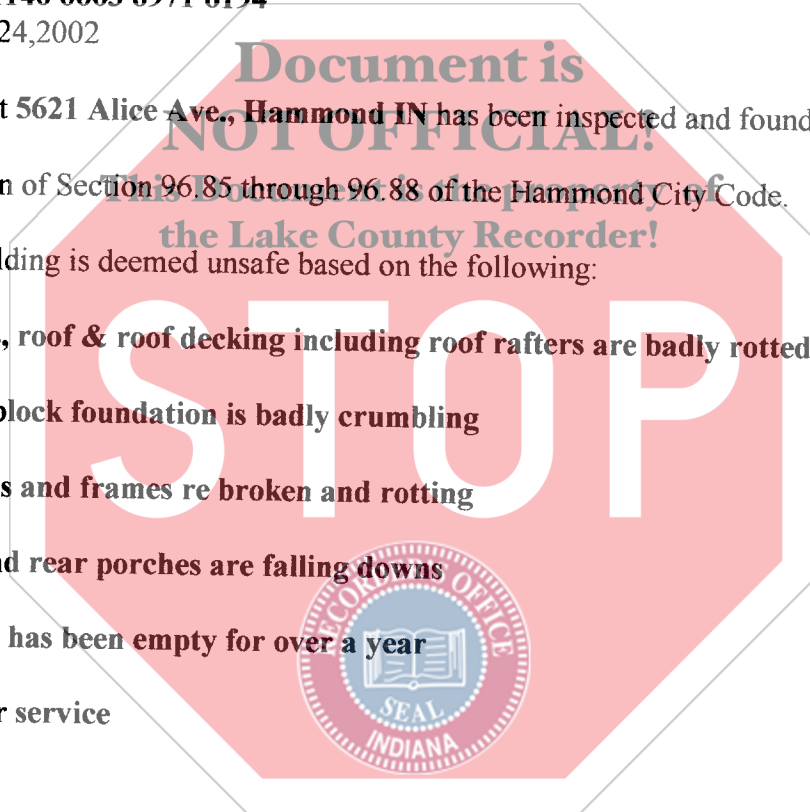 24,2002
Document is
t 5621 Alice Ave., Hammond IN has been inspected and found
NOT OFFICIAL!
n of Section 96.85 through 96.88 of the Hammond City Code.
This Document is the property of
the Lake County Recorder!
lding is deemed unsafe based on the following:
, roof & roof decking including roof rafters are badly rotted
STOP
lock foundation is badly crumbling
s and frames re broken and rotting
d rear porches are falling downs
has been empty for over a year
r service
RECORDER'S OFFICE
SEAL
INDIANA